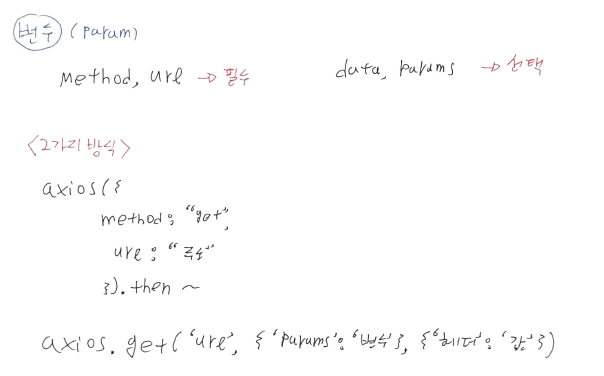 변수 (param)
method, url → 필수 data, params → 선택
<2가지 방식>
axios({
method: "get",
url: "주소"
}).then ~
axios.get('url', { 'params': '변수' }, { '헤더': '값' })